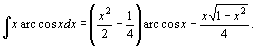 ∫ x arc cos x dx = (x²/2 − 1/4) arc cos x − x√(1 − x²)/4.